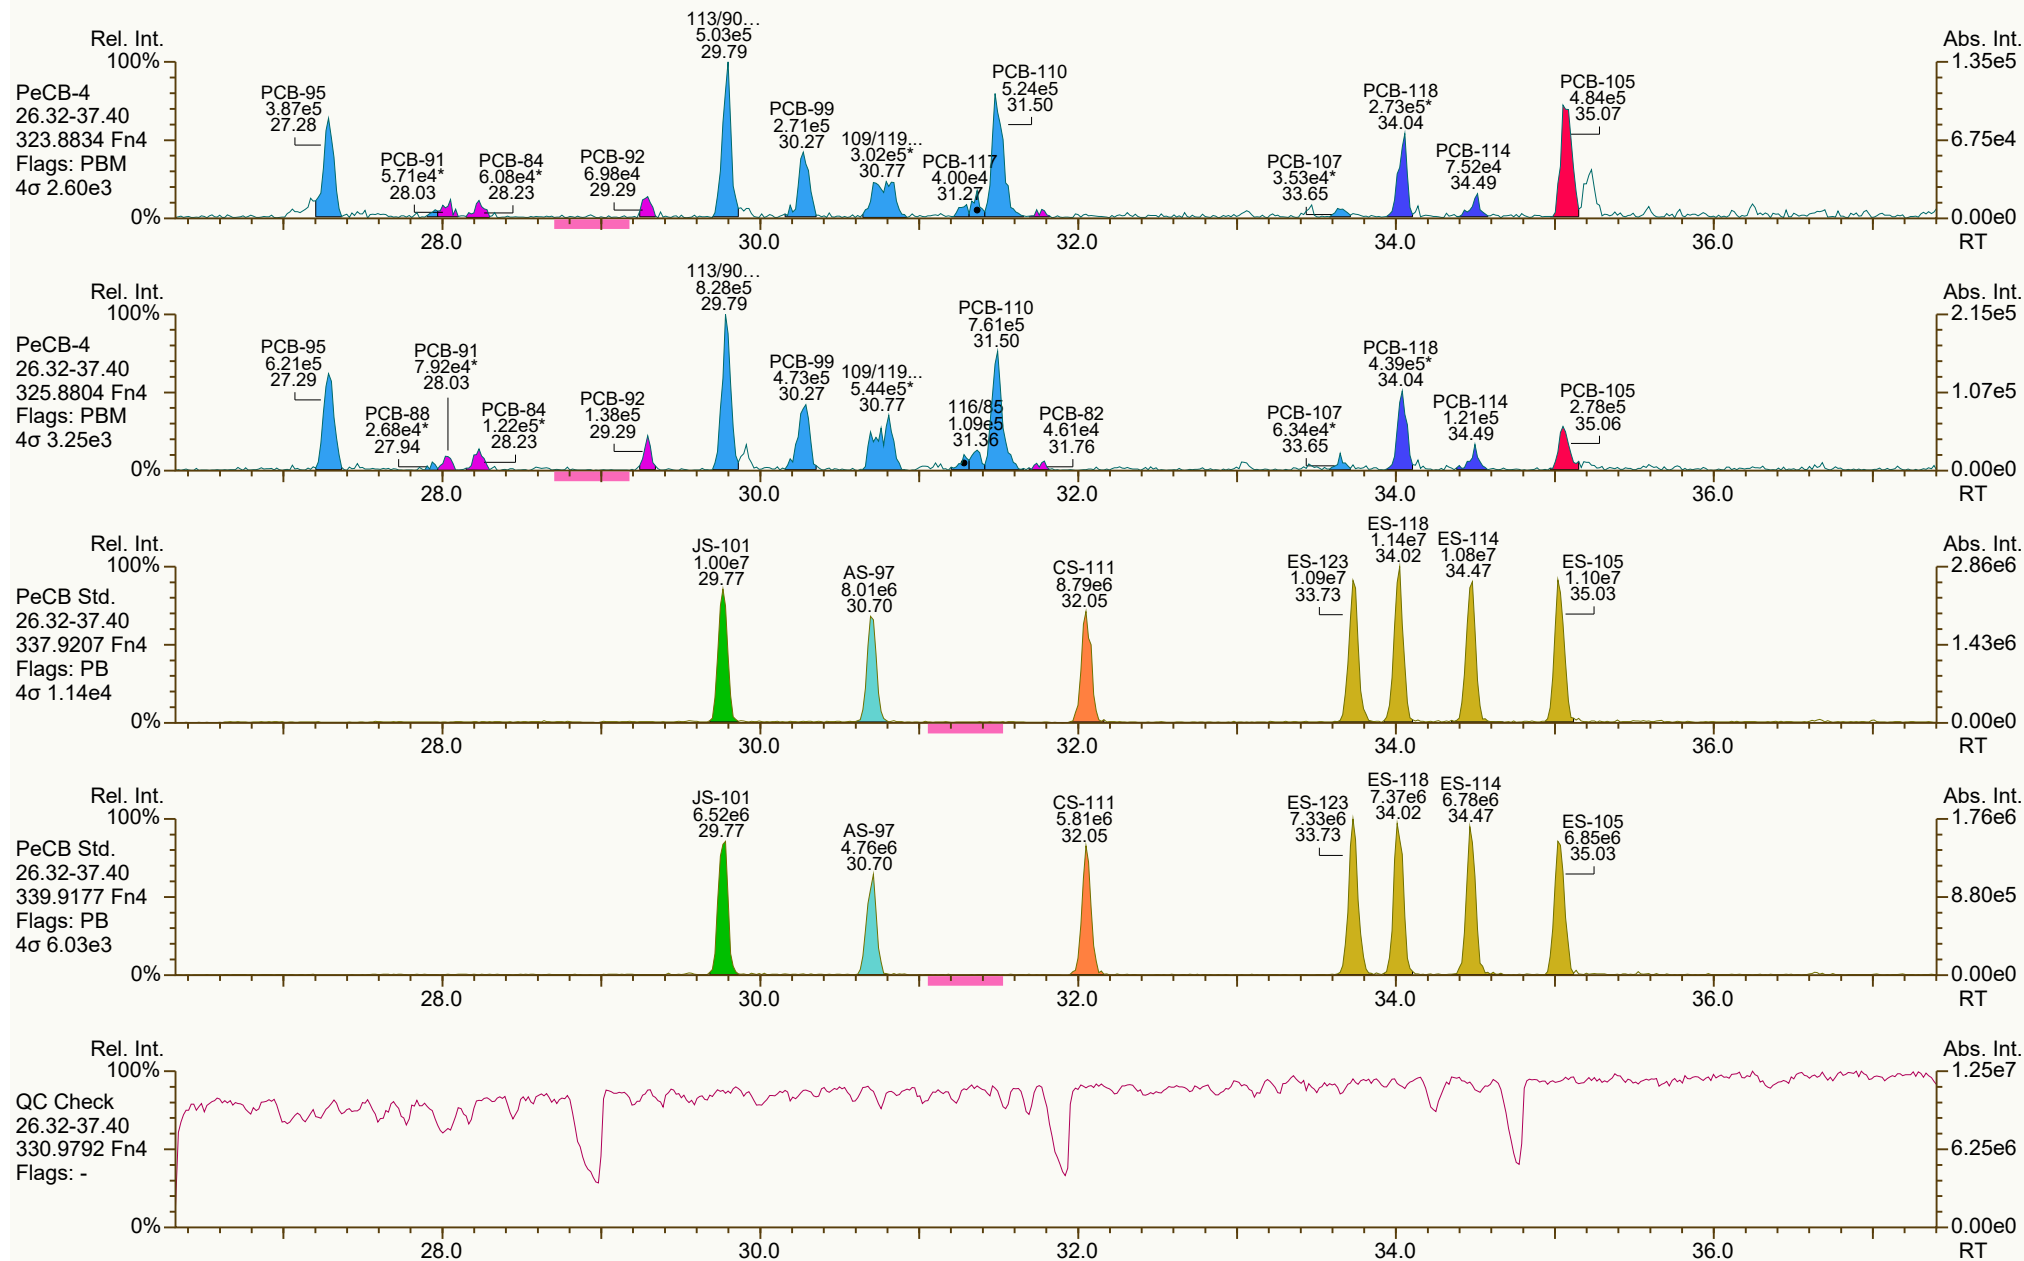 Rel. Int.
100%
0%
PeCB-4
26.32-37.40
323.8834 Fn4
Flags: PBM
4σ 2.60e3
PCB-95
3.87e5
27.28
PCB-91
5.71e4*
28.03
PCB-84
6.08e4*
28.23
PCB-92
6.98e4
29.29
113/90...
5.03e5
29.79
PCB-99
2.71e5
30.27
109/119...
3.02e5*
30.77
PCB-117
4.00e4
31.27
PCB-110
5.24e5
31.50
PCB-107
3.53e4*
33.65
PCB-118
2.73e5*
34.04
PCB-114
7.52e4
34.49
PCB-105
4.84e5
35.07
Abs. Int.
1.35e5
6.75e4
0.00e0
28.0 30.0 32.0 34.0 36.0 RT
Rel. Int.
100%
0%
PeCB-4
26.32-37.40
325.8804 Fn4
Flags: PBM
4σ 3.25e3
PCB-95
6.21e5
27.29
PCB-88
2.68e4*
27.94
PCB-91
7.92e4*
28.03
PCB-84
1.22e5*
28.23
PCB-92
1.38e5
29.29
113/90...
8.28e5
29.79
PCB-99
4.73e5
30.27
109/119...
5.44e5*
30.77
116/85
1.09e5
31.36
PCB-110
7.61e5
31.50
PCB-82
4.61e4
31.76
PCB-107
6.34e4*
33.65
PCB-118
4.39e5*
34.04
PCB-114
1.21e5
34.49
PCB-105
2.78e5
35.06
Abs. Int.
2.15e5
1.07e5
0.00e0
28.0 30.0 32.0 34.0 36.0 RT
Rel. Int.
100%
0%
PeCB Std.
26.32-37.40
337.9207 Fn4
Flags: PB
4σ 1.14e4
JS-101
1.00e7
29.77
AS-97
8.01e6
30.70
CS-111
8.79e6
32.05
ES-123
1.09e7
33.73
ES-118
1.14e7
34.02
ES-114
1.08e7
34.47
ES-105
1.10e7
35.03
Abs. Int.
2.86e6
1.43e6
0.00e0
28.0 30.0 32.0 34.0 36.0 RT
Rel. Int.
100%
0%
PeCB Std.
26.32-37.40
339.9177 Fn4
Flags: PB
4σ 6.03e3
JS-101
6.52e6
29.77
AS-97
4.76e6
30.70
CS-111
5.81e6
32.05
ES-123
7.33e6
33.73
ES-118
7.37e6
34.02
ES-114
6.78e6
34.47
ES-105
6.85e6
35.03
Abs. Int.
1.76e6
8.80e5
0.00e0
28.0 30.0 32.0 34.0 36.0 RT
Rel. Int.
100%
0%
QC Check
26.32-37.40
330.9792 Fn4
Flags: -
Abs. Int.
1.25e7
6.25e6
0.00e0
28.0 30.0 32.0 34.0 36.0 RT